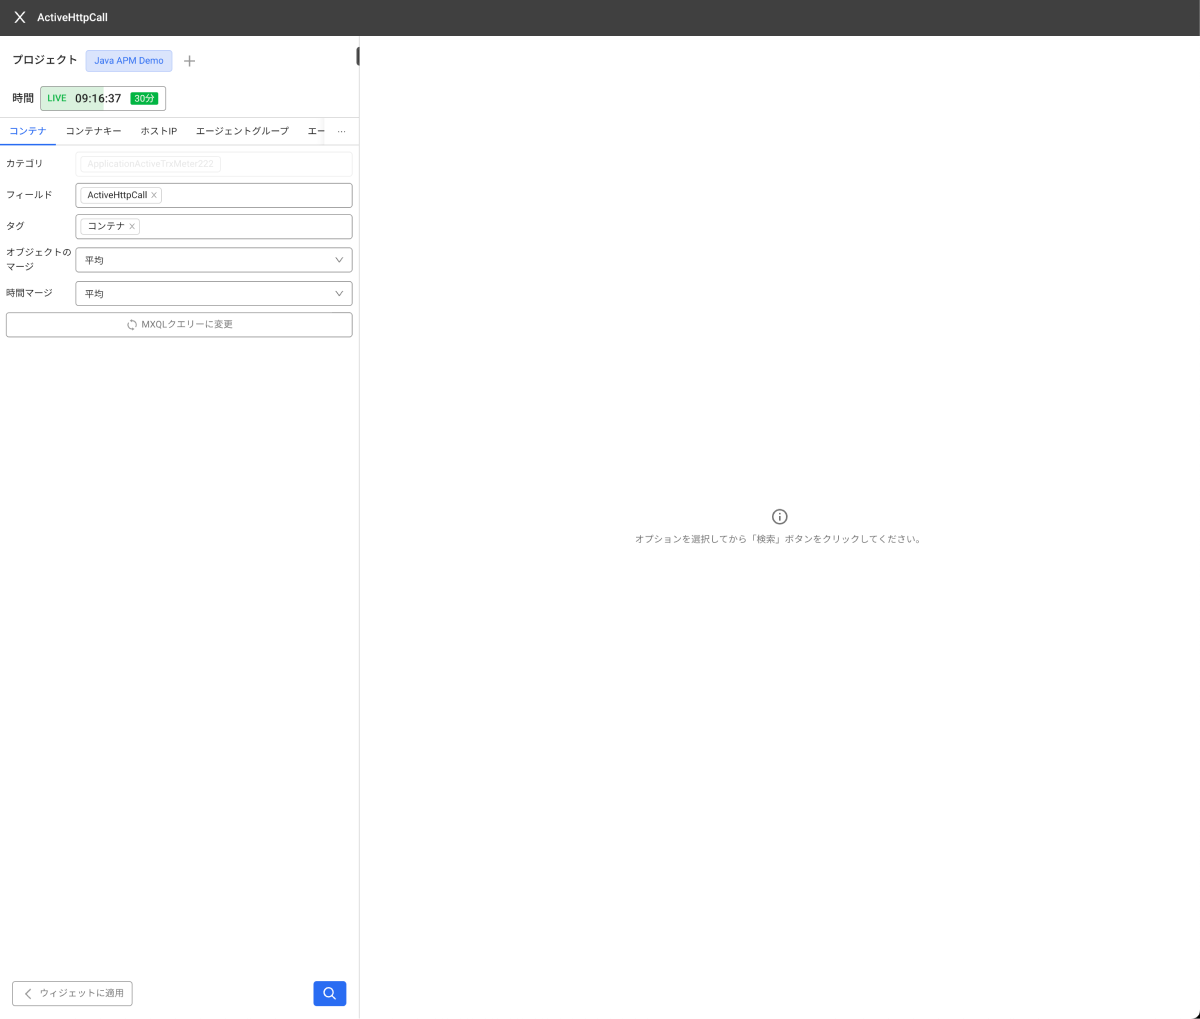 ActiveHttpCall
プロジェクト Java APM Demo
時間 LIVE 09:16:37 30分
コンテナ コンテナキー ホストIP エージェントグループ エー ...
カテゴリ ApplicationActiveTraMeter222
フィールド ActiveHttpCall
タグ コンテナ
オブジェクトの
マージ 平均
時間マージ 平均
MXQLクエリーに変更
オプションを選択してから「検索」ボタンをクリックしてください。
ウィジェットに適用